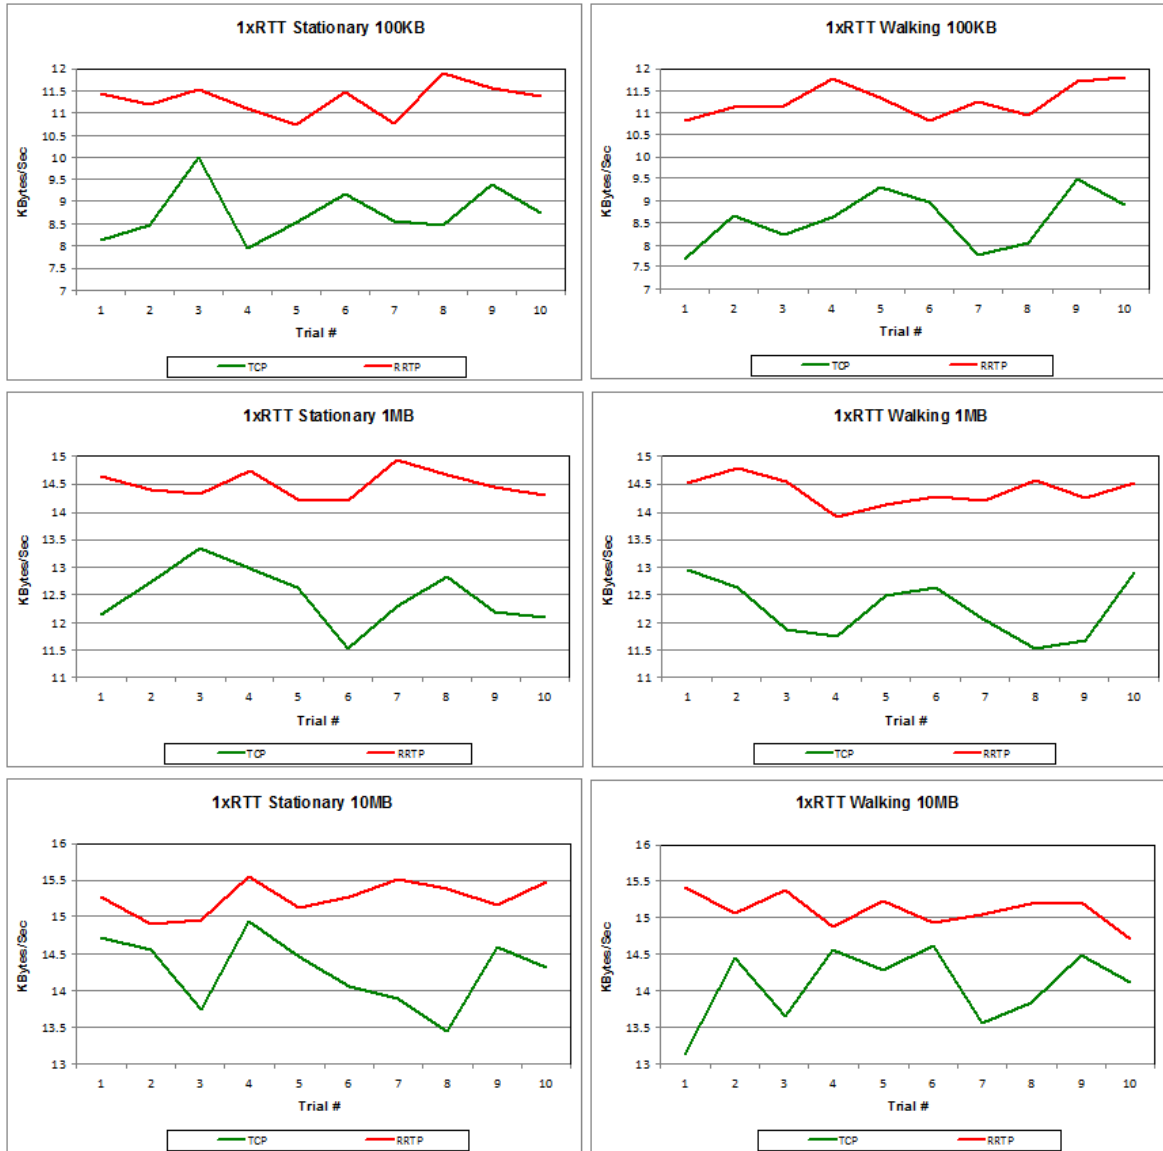 1xRTT Stationary 100KB
KBytes/Sec
12
11.5
11
10.5
10
9.5
9
8.5
8
7.5
7
1 2 3 4 5 6 7 8 9 10
Trial #
TCP RRTP
1xRTT Walking 100KB
KBytes/Sec
12
11.5
11
10.5
10
9.5
9
8.5
8
7.5
7
1 2 3 4 5 6 7 8 9 10
Trial #
TCP RRTP
1xRTT Stationary 1MB
KBytes/Sec
15
14.5
14
13.5
13
12.5
12
11.5
11
1 2 3 4 5 6 7 8 9 10
Trial #
TCP RRTP
1xRTT Walking 1MB
KBytes/Sec
15
14.5
14
13.5
13
12.5
12
11.5
11
1 2 3 4 5 6 7 8 9 10
Trial #
TCP RRTP
1xRTT Stationary 10MB
KBytes/Sec
16
15.5
15
14.5
14
13.5
13
1 2 3 4 5 6 7 8 9 10
Trial #
TCP RRTP
1xRTT Walking 10MB
KBytes/Sec
16
15.5
15
14.5
14
13.5
13
1 2 3 4 5 6 7 8 9 10
Trial #
TCP RRTP